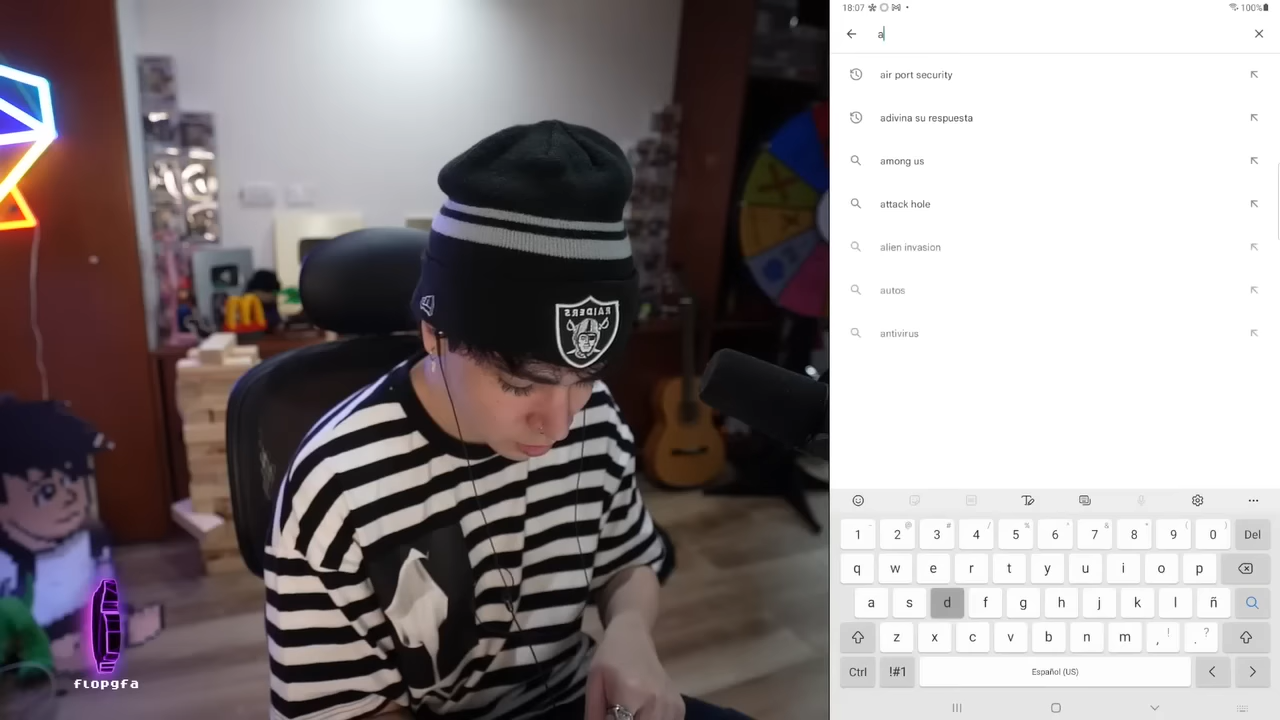 18:07
100%
a
air port security
adivina su respuesta
among us
attack hole
alien invasion
autos
antivirus
RAIDERS
flopgfa
1 2 3 4 5 6 7 8 9 0 Del
q w e r t y u i o p
a s d f g h j k l ñ
z x c v b n m , ! . ?
Ctrl !#1 Español (US) < >